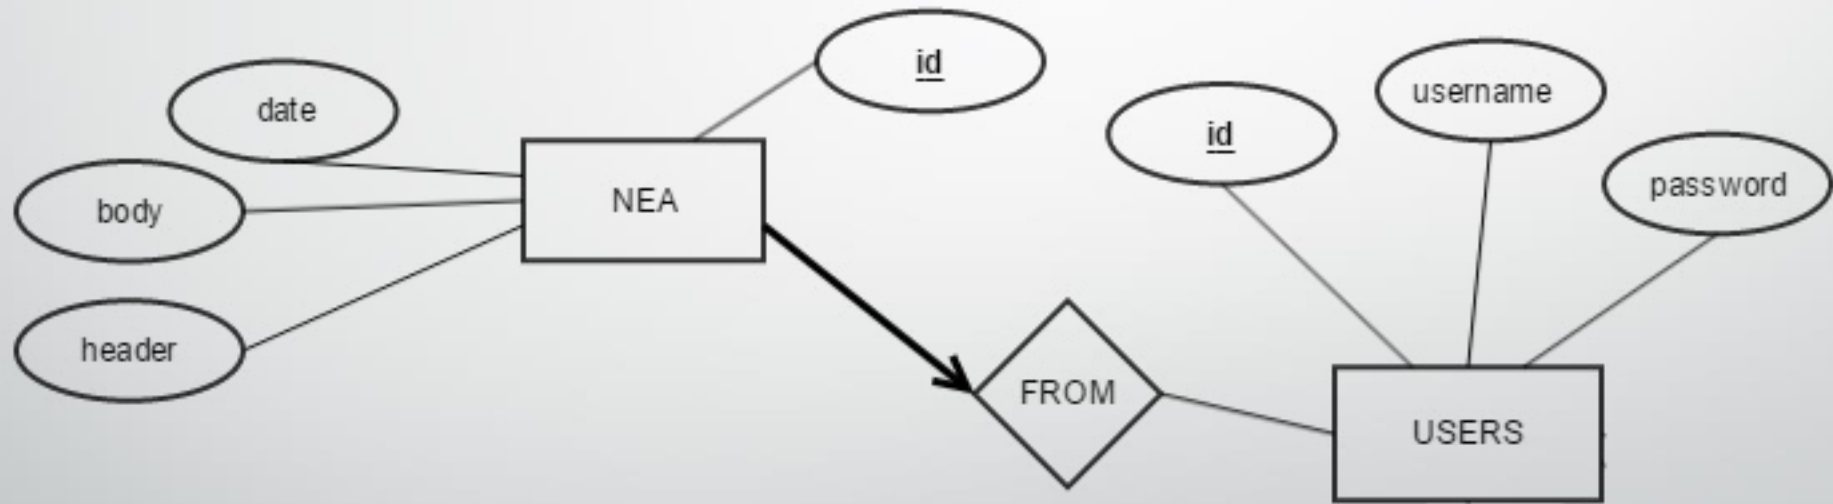 id
username
date
id
password
NEA
body
header
FROM
USERS